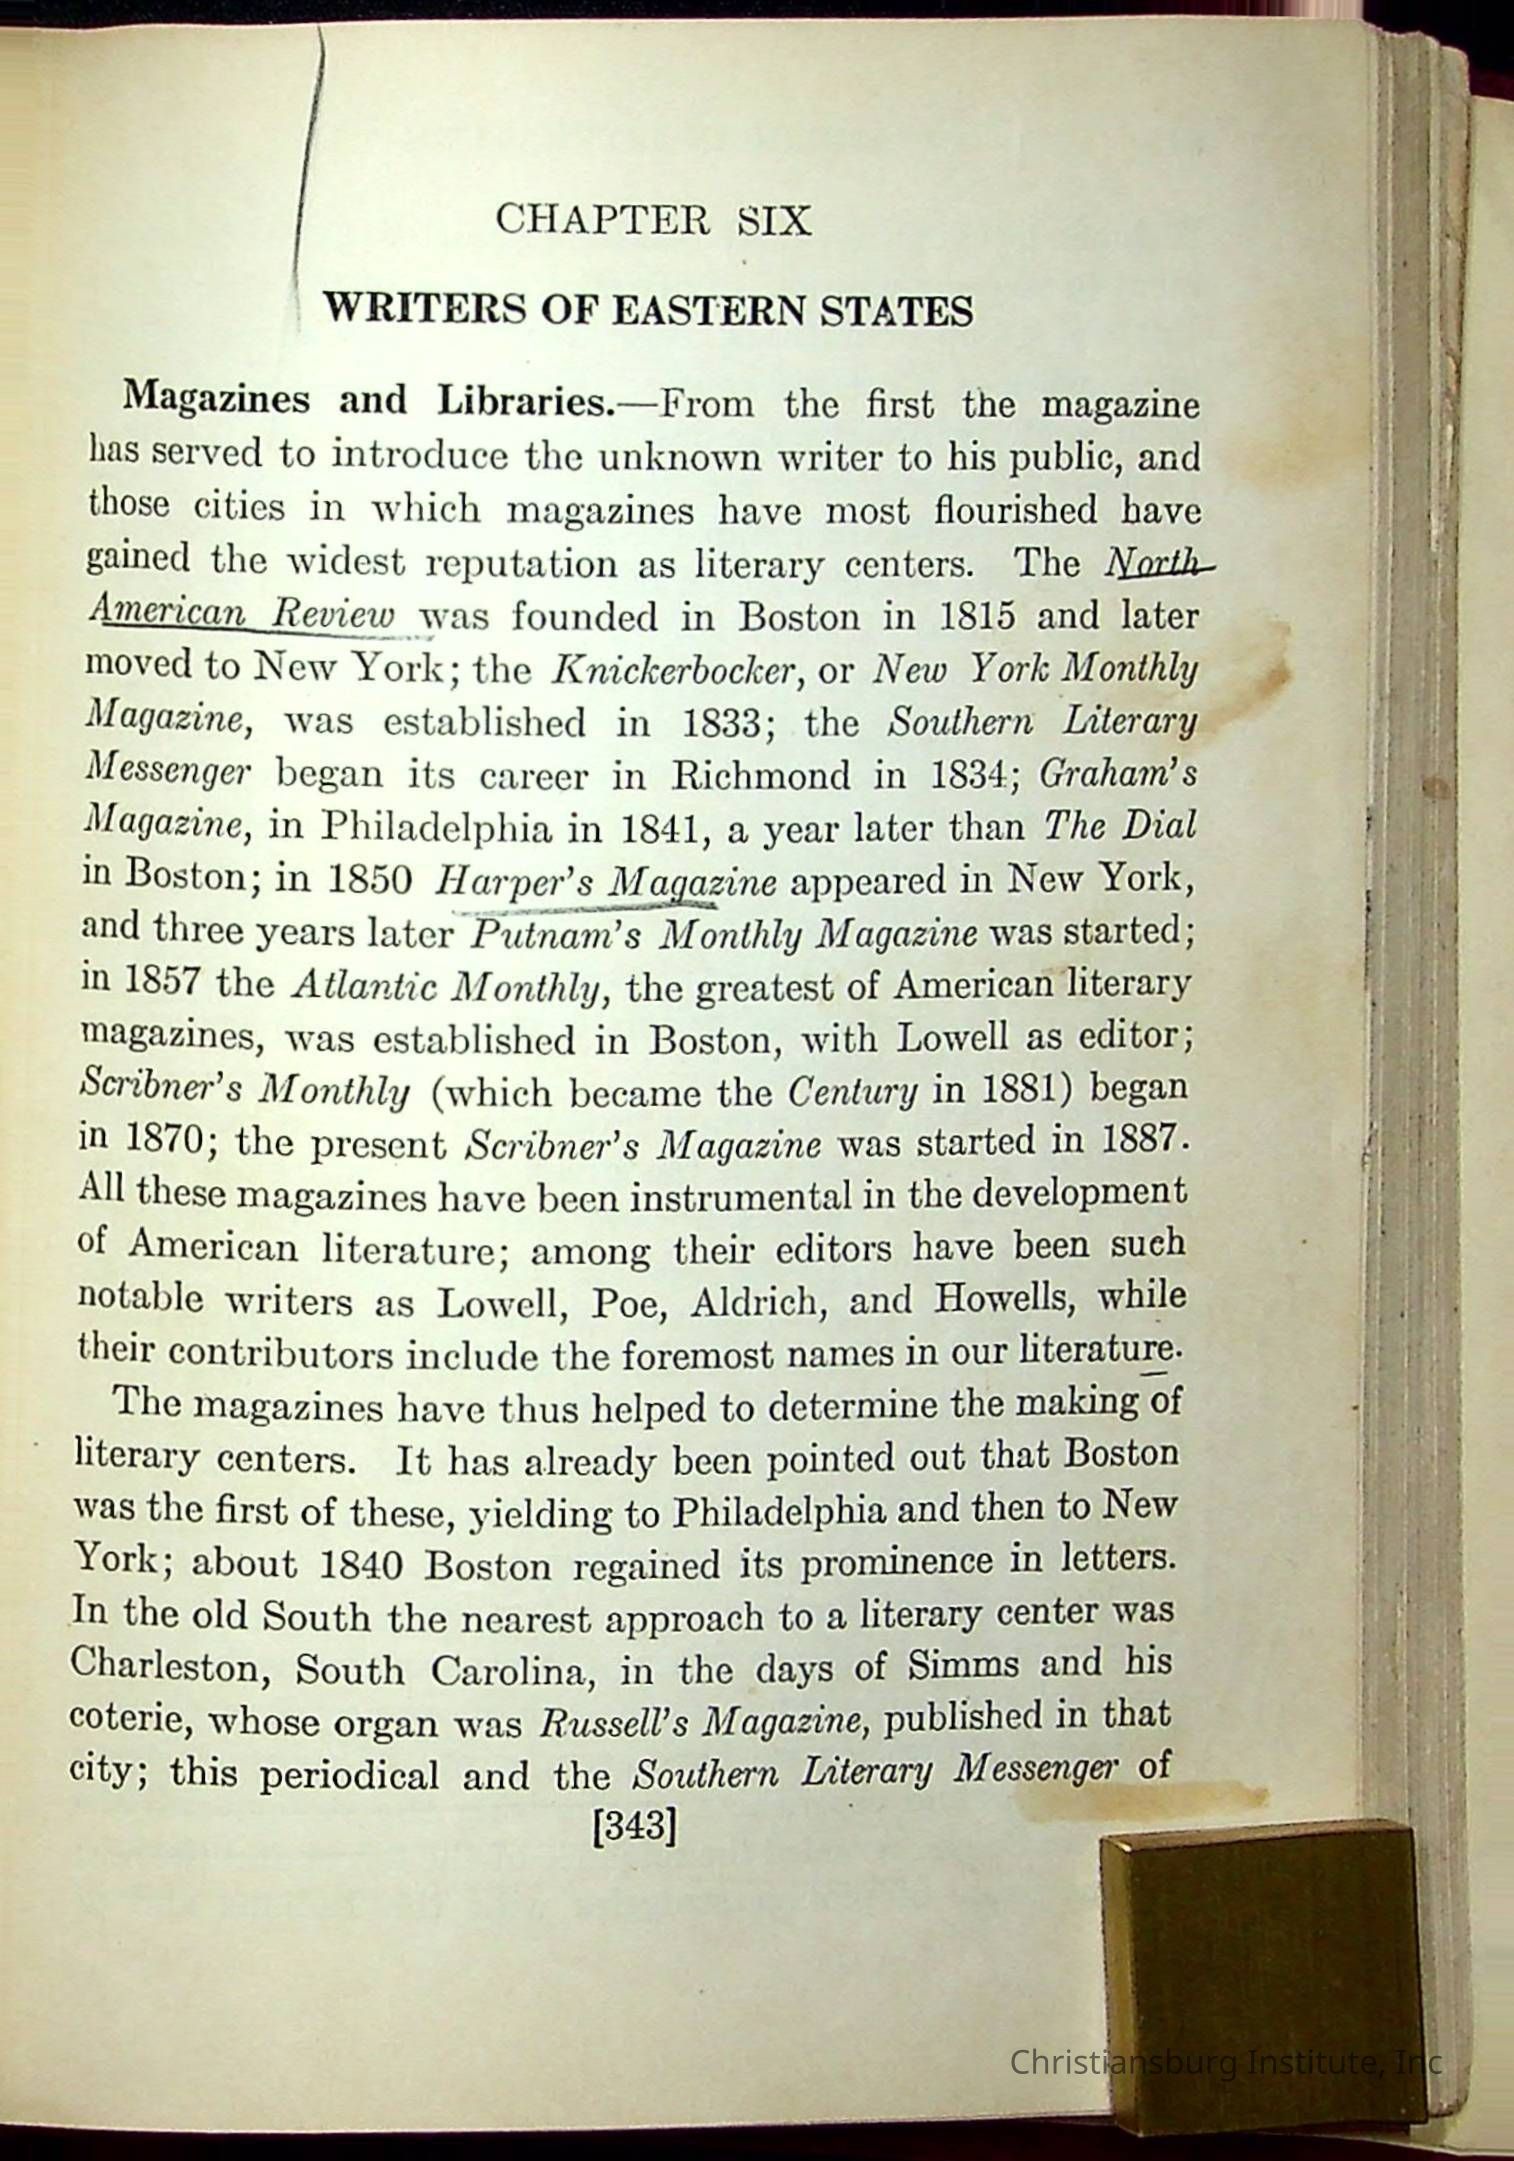 CHAPTER SIX
WRITERS OF EASTERN STATES
Magazines and Libraries.—From the first the magazine
has served to introduce the unknown writer to his public, and
those cities in which magazines have most flourished have
gained the widest reputation as literary centers. The North
American Review was founded in Boston in 1815 and later
moved to New York; the Knickerbocker, or New York Monthly
Magazine, was established in 1833; the Southern Literary
Messenger began its career in Richmond in 1834; Graham's
Magazine, in Philadelphia in 1841, a year later than The Dial
in Boston; in 1850 Harper's Magazine appeared in New York,
and three years later Putnam's Monthly Magazine was started;
in 1857 the Atlantic Monthly, the greatest of American literary
magazines, was established in Boston, with Lowell as editor;
Scribner's Monthly (which became the Century in 1881) began
in 1870; the present Scribner's Magazine was started in 1887.
All these magazines have been instrumental in the development
of American literature; among their editors have been such
notable writers as Lowell, Poe, Aldrich, and Howells, while
their contributors include the foremost names in our literature.
The magazines have thus helped to determine the making of
literary centers. It has already been pointed out that Boston
was the first of these, yielding to Philadelphia and then to New
York; about 1840 Boston regained its prominence in letters.
In the old South the nearest approach to a literary center was
Charleston, South Carolina, in the days of Simms and his
coterie, whose organ was Russell's Magazine, published in that
city; this periodical and the Southern Literary Messenger of
[343]
Christiansburg Institute, Inc